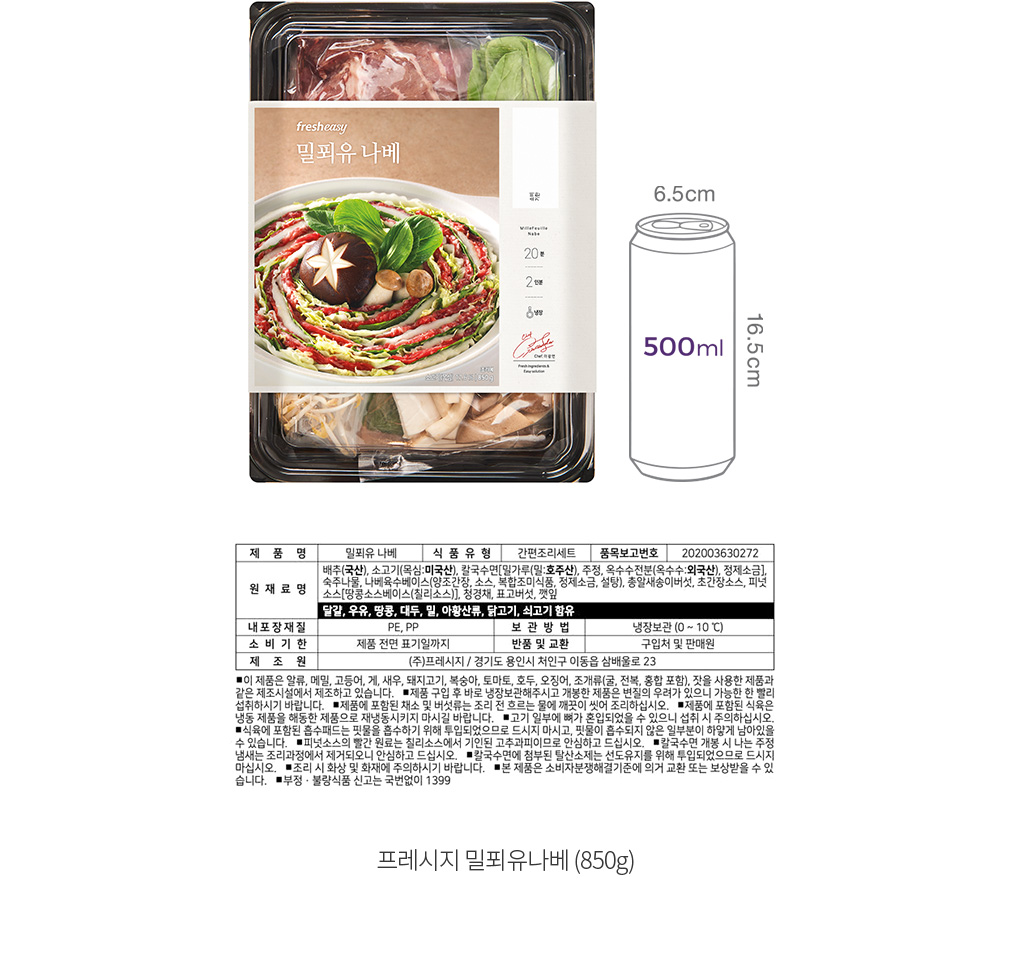 fresheasy
밀푀유 나베
Millefeuille
Nabe
20분
2인분
냉장
Chef
Chef 이상연
Fresh ingredients &
Easy solution
850g
6.5cm
500ml
16.5cm
제 품 명 밀푀유 나베 식 품 유 형 간편조리세트 품목보고번호 202003630272
원 재 료 명 배추(국산), 소고기(목심:미국산), 칼국수면[밀가루(밀:호주산), 주정, 옥수수전분(옥수수:외국산), 정제소금],
숙주나물, 나베육수베이스(양조간장, 소스, 복합조미식품, 정제소금, 설탕), 총알새송이버섯, 초간장소스, 피넛
소스[땅콩소스베이스(칠리소스)], 청경채, 표고버섯, 깻잎
달걀, 우유, 땅콩, 대두, 밀, 아황산류, 닭고기, 쇠고기 함유
내포장재질 PE, PP 보 관 방 법 냉장보관 (0 ~ 10 ℃)
소 비 기 한 제품 전면 표기일까지 반품 및 교환 구입처 및 판매원
제 조 원 (주)프레시지 / 경기도 용인시 처인구 이동읍 삼배울로 23
■이 제품은 알류, 메밀, 고등어, 게, 새우, 돼지고기, 복숭아, 토마토, 호두, 오징어, 조개류(굴, 전복, 홍합 포함), 잣을 사용한 제품과
같은 제조시설에서 제조하고 있습니다. ■제품 구입 후 바로 냉장보관해주시고 개봉한 제품은 변질의 우려가 있으니 가능한 한 빨리
섭취하시기 바랍니다. ■제품에 포함된 채소 및 버섯류는 조리 전 흐르는 물에 깨끗이 씻어 조리하십시오. ■제품에 포함된 식육은
냉동 제품을 해동한 제품으로 재냉동시키지 마시길 바랍니다. ■고기 일부에 뼈가 혼입되었을 수 있으니 섭취 시 주의하십시오.
■식육에 포함된 흡수패드는 핏물을 흡수하기 위해 투입되었으므로 드시지 마시고, 핏물이 흡수되지 않은 일부분이 하얗게 남아있을
수 있습니다. ■피넛소스의 빨간 원료는 칠리소스에서 기인된 고추과피이므로 안심하고 드십시오. ■칼국수면 개봉 시 나는 주정
냄새는 조리과정에서 제거되오니 안심하고 드십시오. ■칼국수면에 첨부된 탈산소제는 선도유지를 위해 투입되었으므로 드시지
마십시오. ■조리 시 화상 및 화재에 주의하시기 바랍니다. ■본 제품은 소비자분쟁해결기준에 의거 교환 또는 보상받을 수 있
습니다. ■부정 · 불량식품 신고는 국번없이 1399
프레시지 밀푀유나베 (850g)